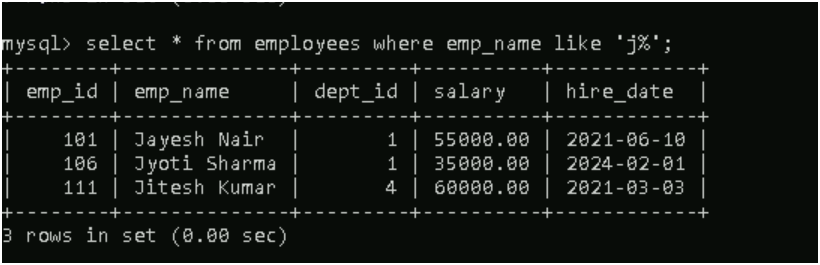 mysql> select * from employees where emp_name like 'j%';
+--------+--------------+---------+----------+------------+
| emp_id | emp_name     | dept_id | salary   | hire_date  |
+--------+--------------+---------+----------+------------+
|    101 | Jayesh Nair  |       1 | 55000.00 | 2021-06-10 |
|    106 | Jyoti Sharma |       1 | 35000.00 | 2024-02-01 |
|    111 | Jitesh Kumar |       4 | 60000.00 | 2021-03-03 |
+--------+--------------+---------+----------+------------+
3 rows in set (0.00 sec)